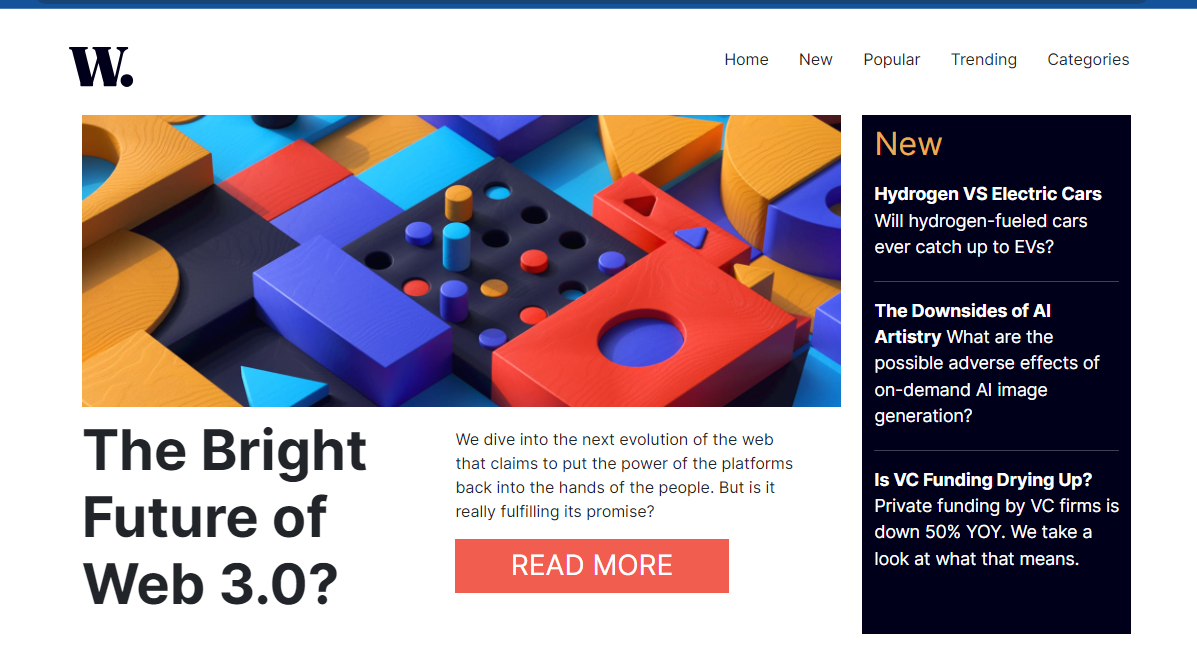 W.
Home New Popular Trending Categories
The Bright
Future of
Web 3.0?
We dive into the next evolution of the web
that claims to put the power of the platforms
back into the hands of the people. But is it
really fulfilling its promise?
READ MORE
New
Hydrogen VS Electric Cars
Will hydrogen-fueled cars
ever catch up to EVs?
The Downsides of AI
Artistry What are the
possible adverse effects of
on-demand AI image
generation?
Is VC Funding Drying Up?
Private funding by VC firms is
down 50% YOY. We take a
look at what that means.